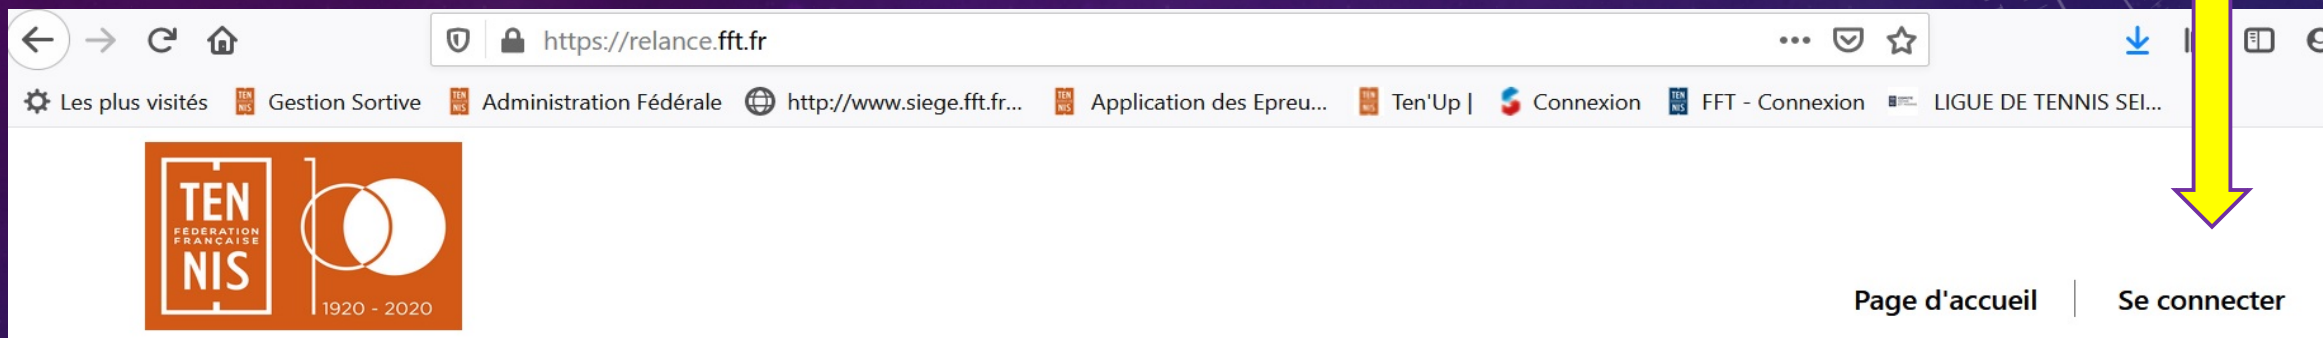 https://relance.fft.fr
Les plus visités Gestion Sortive Administration Fédérale http://www.siege.fft.fr... Application des Epreu... Ten'Up | Connexion FFT - Connexion LIGUE DE TENNIS SEI...
TEN
FÉDÉRATION
FRANÇAISE
NIS
1920 - 2020
Page d'accueil Se connecter